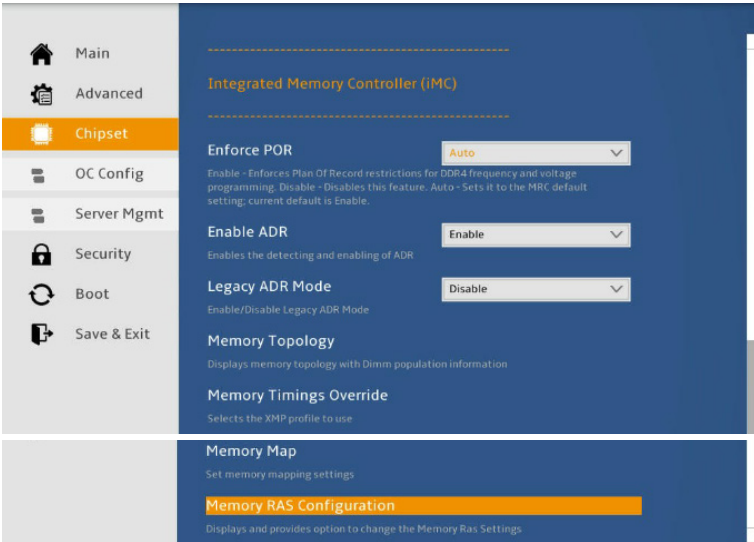 Main
Advanced
Chipset
OC Config
Server Mgmt
Security
Boot
Save & Exit
------------------------------------------------
Integrated Memory Controller (iMC)
------------------------------------------------
Enforce POR
Auto
Enable - Enforces Plan Of Record restrictions for DDR4 frequency and voltage
programming. Disable - Disables this feature. Auto - Sets it to the MRC default
setting; current default is Enable.
Enable ADR
Enable
Enables the detecting and enabling of ADR
Legacy ADR Mode
Disable
Enable/Disable Legacy ADR Mode
Memory Topology
Displays memory topology with Dimm population information
Memory Timings Override
Selects the XMP profile to use
Memory Map
Set memory mapping settings
Memory RAS Configuration
Displays and provides option to change the Memory Ras Settings